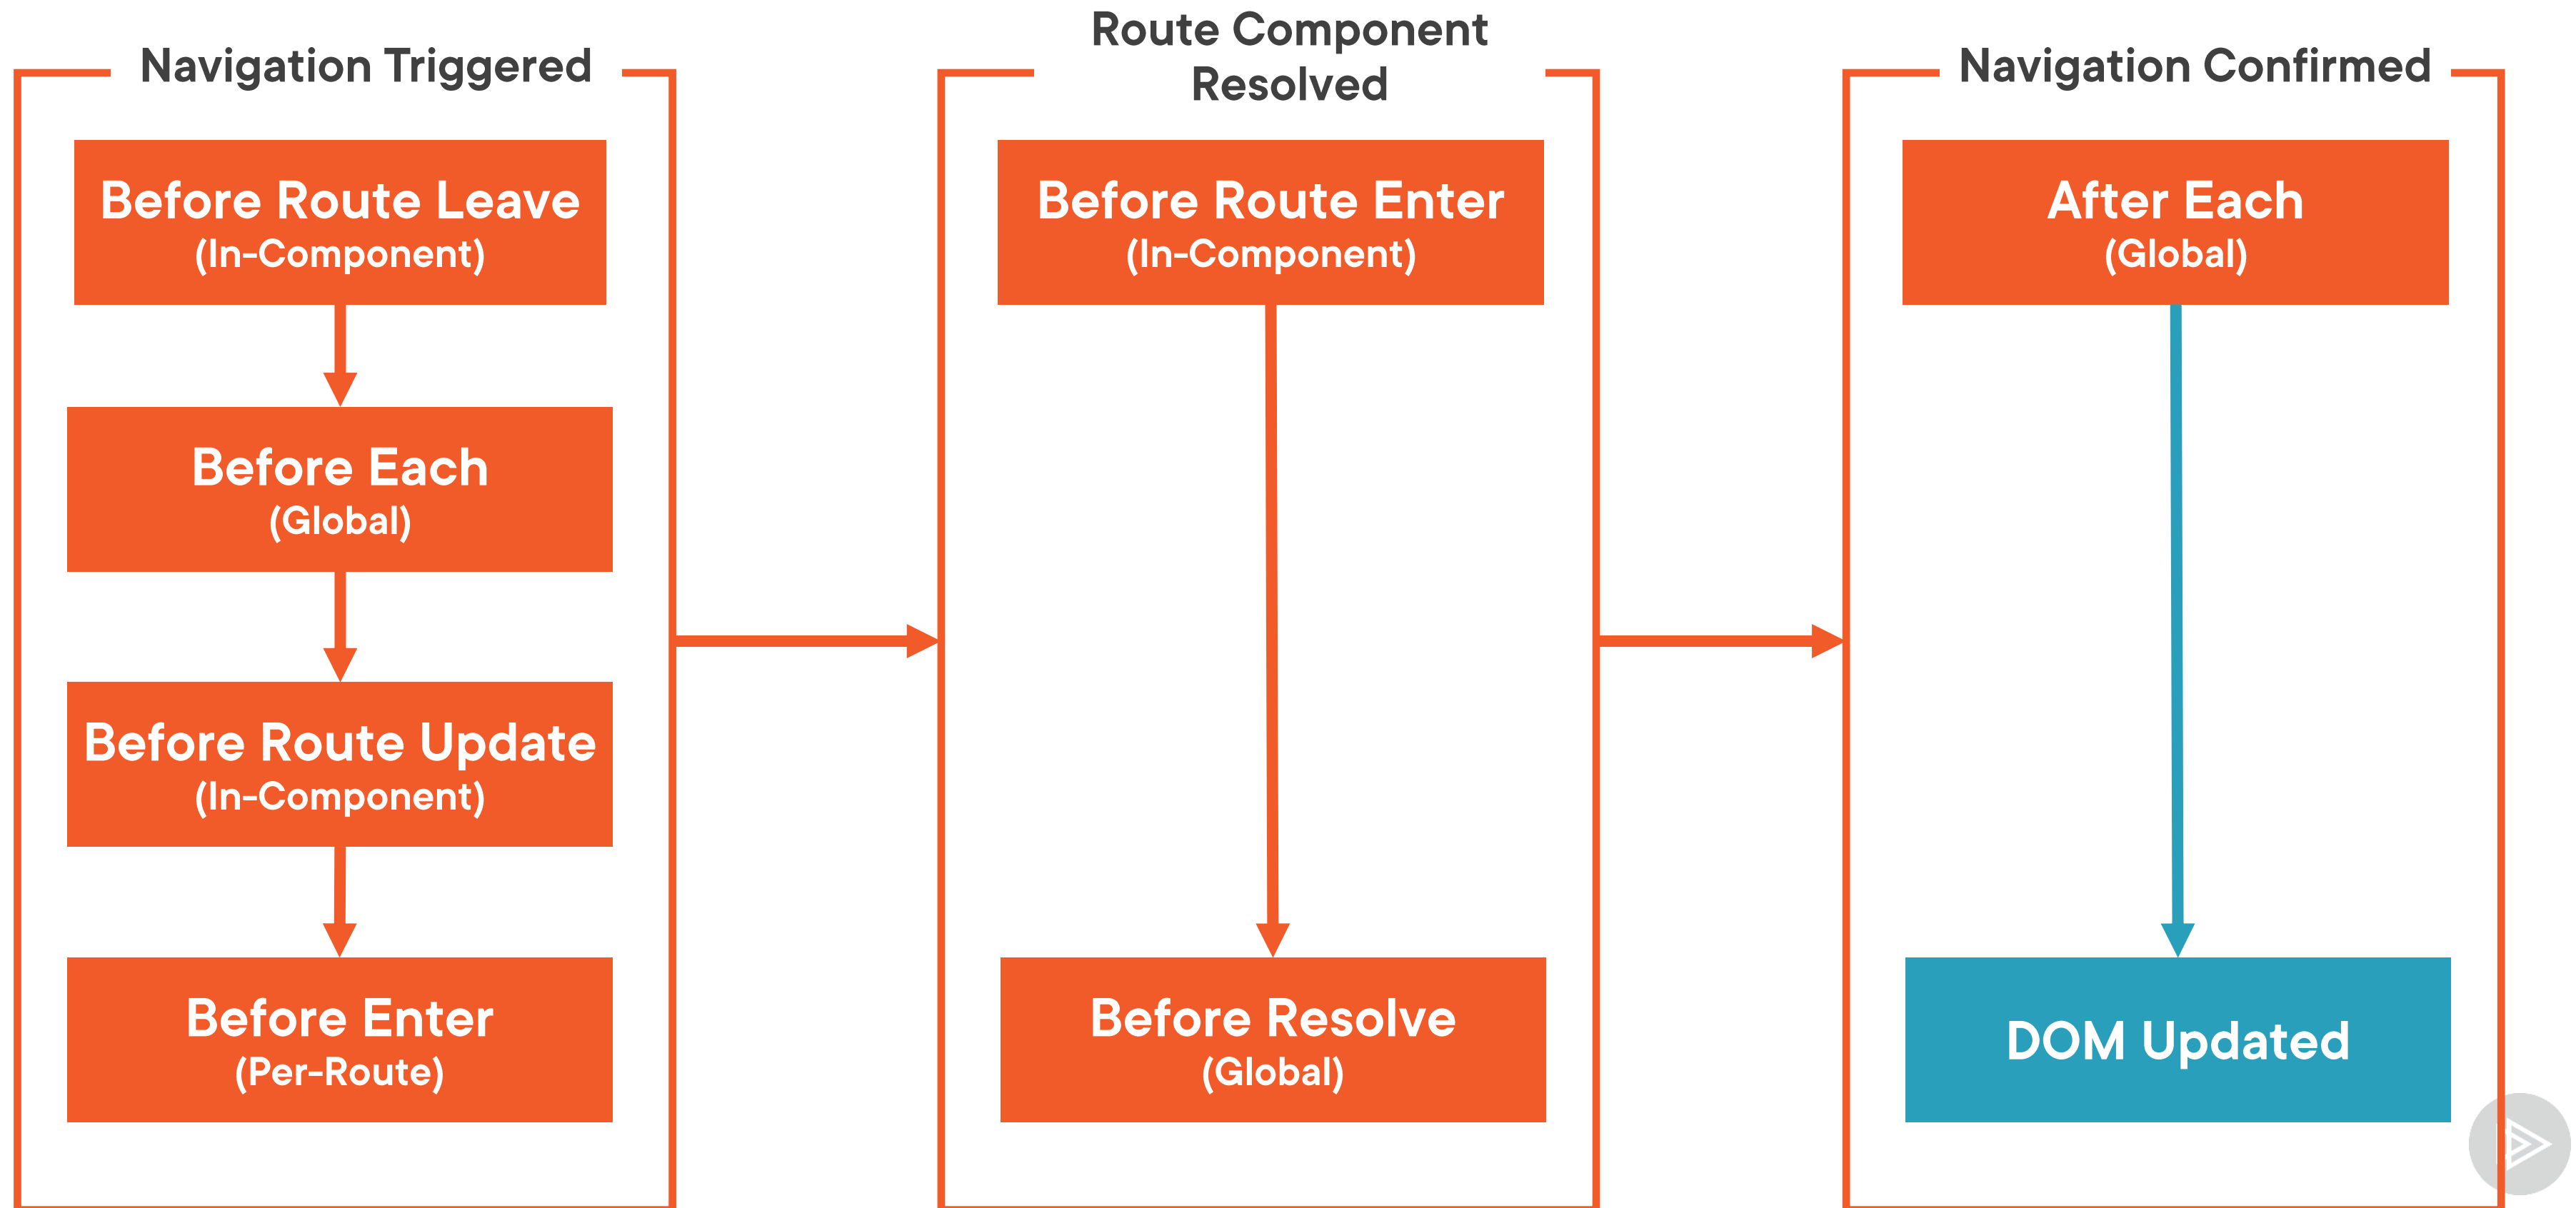 Navigation Triggered
Before Route Leave
(In-Component)
Before Each
(Global)
Before Route Update
(In-Component)
Before Enter
(Per-Route)
Route Component
Resolved
Before Route Enter
(In-Component)
Before Resolve
(Global)
Navigation Confirmed
After Each
(Global)
DOM Updated